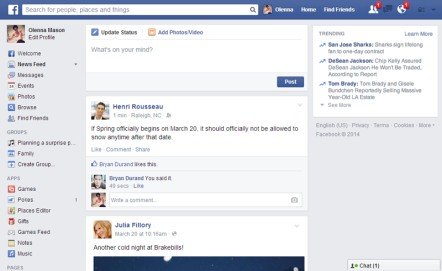 Search for people, places and things
Olenna Home Find Friends
Olenna Mason
Edit Profile
Welcome
News Feed
Messages
Events
Photos
Browse
Find Friends
GROUPS
Planning a surprise p...
Family
Create Group...
APPS
Games
Pokes 1
Places Editor
Gifts
Games Feed
Notes
Music
PAGES
Update Status Add Photos/Video
What's on your mind?
Post
Henri Rousseau
1 min · Raleigh, NC ·
If Spring officially begins on March 20, it should officially not be allowed to
snow anytime after that date.
Like · Comment · Share
Bryan Durand likes this.
Bryan Durand You said it.
49 secs · Like
Write a comment...
Julia Fillory
March 20 at 10:16am ·
Another cold night at Brakebills!
TRENDING Learn More
San Jose Sharks: Sharks sign lifelong
fan to one-day contract
DeSean Jackson: Chip Kelly Assured
DeSean He Won't Be Traded,
According to Report
Tom Brady: Tom Brady and Gisele
Bundchen Reportedly Selling Massive
Year-Old LA Estate
See More
English (US) · Privacy · Terms · Cookies · More
Facebook © 2014
Chat (1)